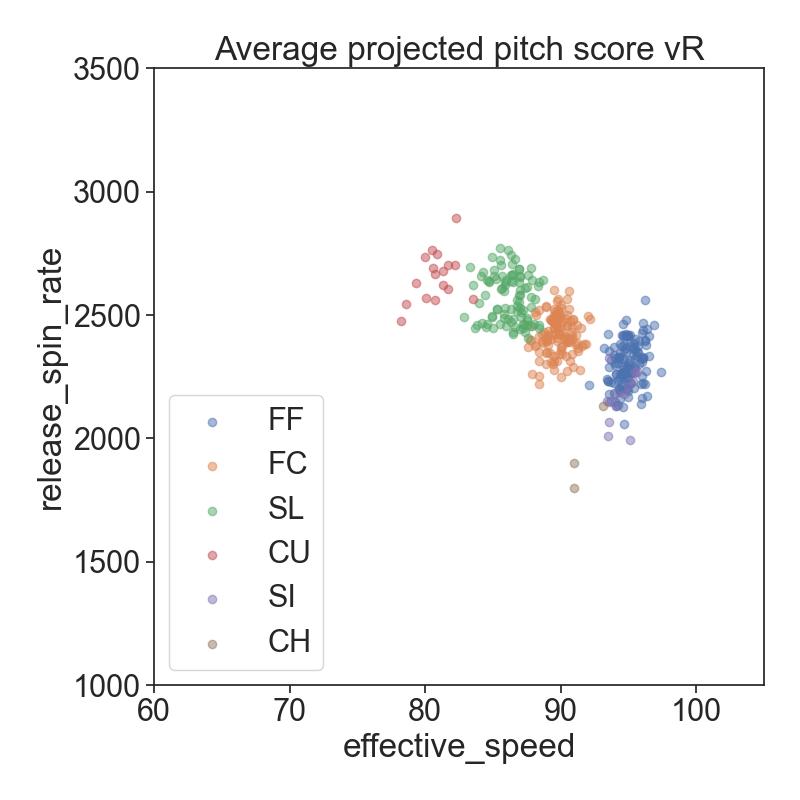 Average projected pitch score vR
3500
3000
2500
2000
1500
1000
release_spin_rate
FF
FC
SL
CU
SI
CH
60 70 80 90 100
effective_speed